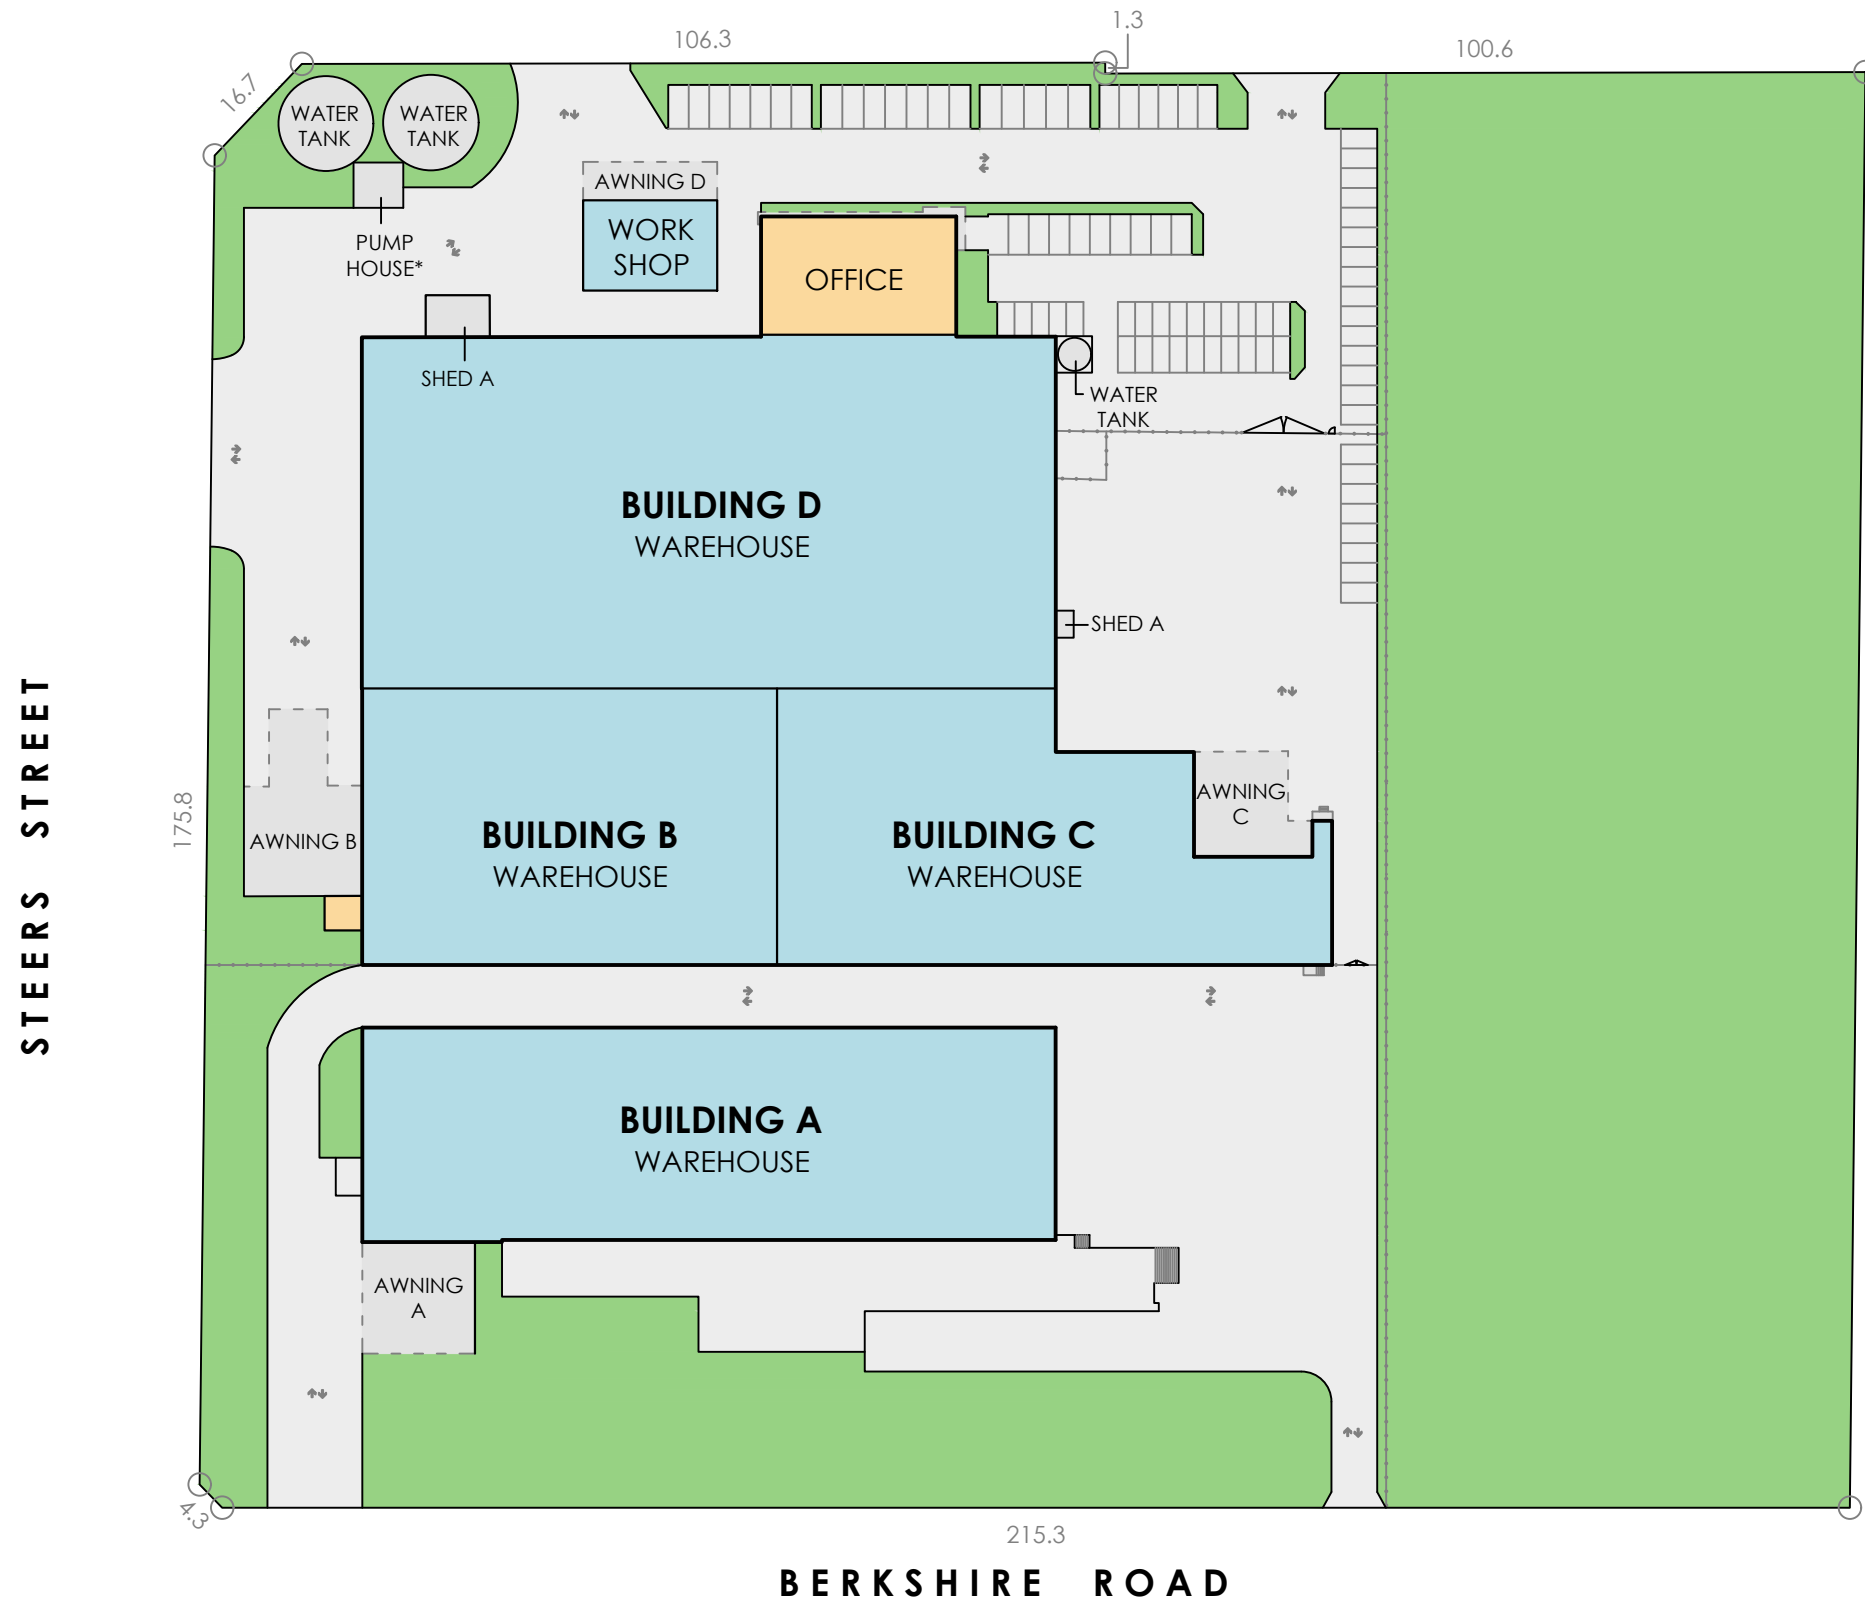 1.3
106.3
100.6
16.7
WATER
TANK
WATER
TANK
AWNING D
WORK
SHOP
PUMP
HOUSE*
OFFICE
SHED A
WATER
TANK
BUILDING D
WAREHOUSE
SHED A
STEERS STREET
175.8
AWNING B
BUILDING B
WAREHOUSE
BUILDING C
WAREHOUSE
AWNING
C
BUILDING A
WAREHOUSE
AWNING
A
4.3
215.3
BERKSHIRE ROAD